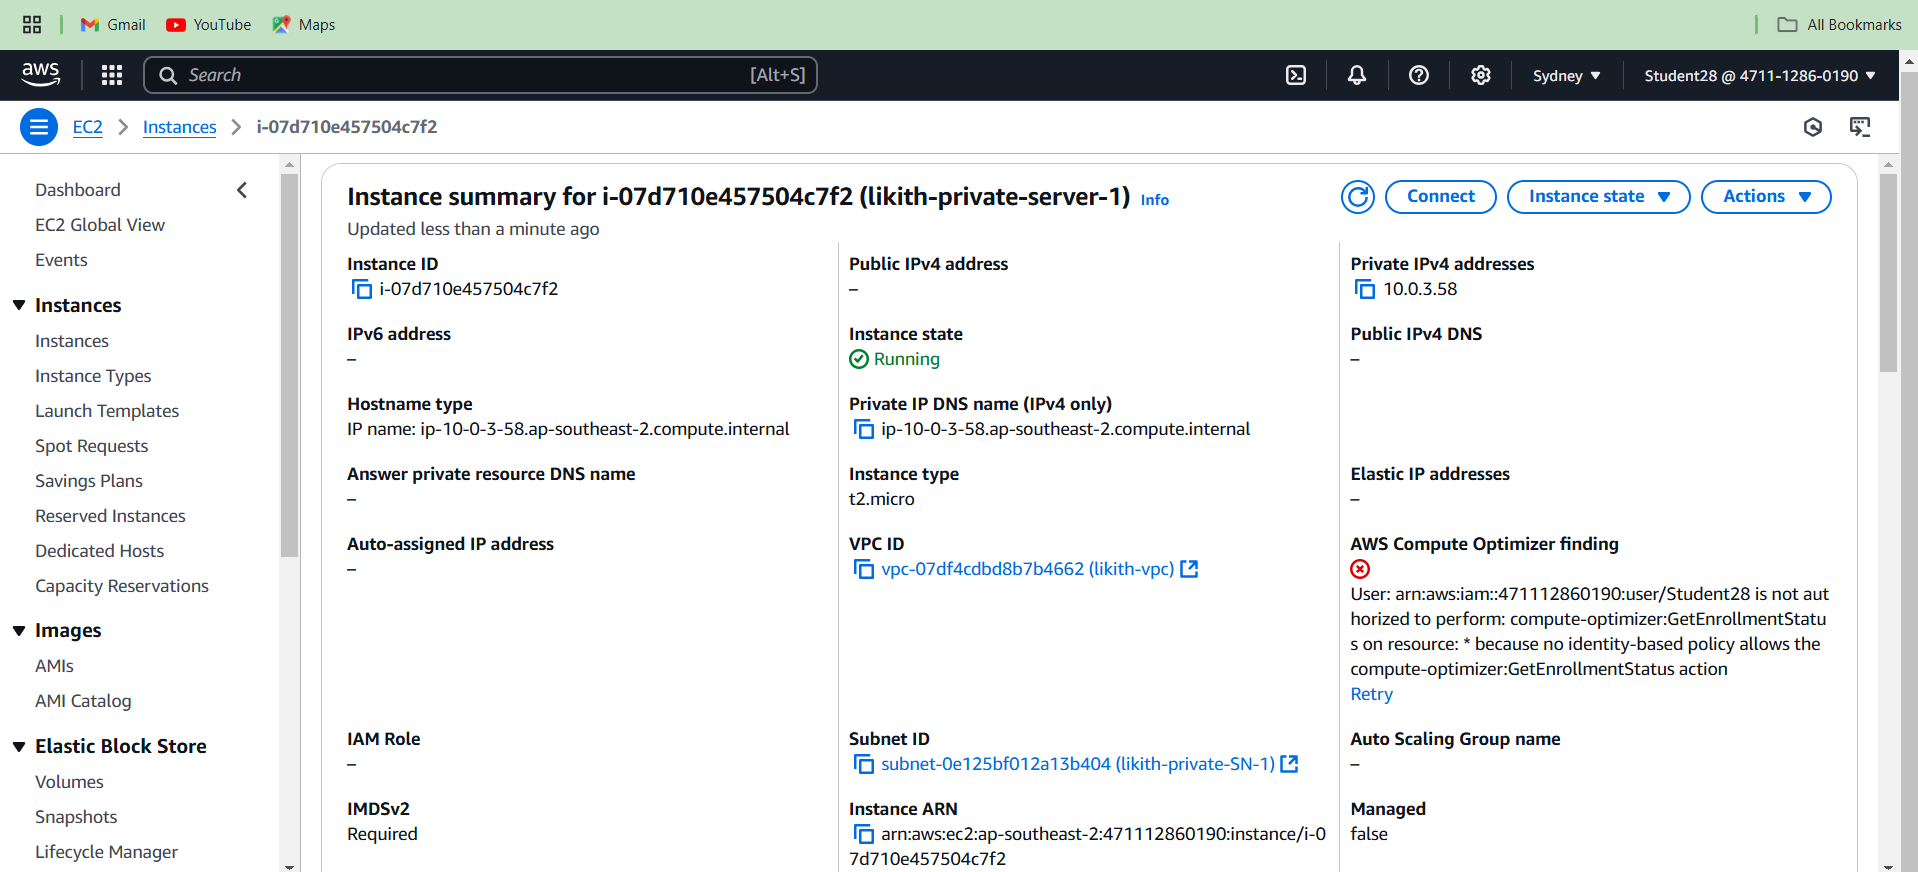 Gmail
YouTube
Maps
All Bookmarks
aws
Search
[Alt+S]
Sydney
Student28 @ 4711-1286-0190
EC2
Instances
i-07d710e457504c7f2
Dashboard
EC2 Global View
Events
Instances
Instances
Instance Types
Launch Templates
Spot Requests
Savings Plans
Reserved Instances
Dedicated Hosts
Capacity Reservations
Images
AMIs
AMI Catalog
Elastic Block Store
Volumes
Snapshots
Lifecycle Manager
Instance summary for i-07d710e457504c7f2 (likith-private-server-1) Info
Updated less than a minute ago
Connect
Instance state
Actions
Instance ID
i-07d710e457504c7f2
Public IPv4 address
–
Private IPv4 addresses
10.0.3.58
IPv6 address
–
Instance state
Running
Public IPv4 DNS
–
Hostname type
IP name: ip-10-0-3-58.ap-southeast-2.compute.internal
Private IP DNS name (IPv4 only)
ip-10-0-3-58.ap-southeast-2.compute.internal
Answer private resource DNS name
–
Instance type
t2.micro
Elastic IP addresses
–
Auto-assigned IP address
–
VPC ID
vpc-07df4cdbd8b7b4662 (likith-vpc)
AWS Compute Optimizer finding
User: arn:aws:iam::471112860190:user/Student28 is not aut
horized to perform: compute-optimizer:GetEnrollmentStatu
s on resource: * because no identity-based policy allows the
compute-optimizer:GetEnrollmentStatus action
Retry
IAM Role
–
Subnet ID
subnet-0e125bf012a13b404 (likith-private-SN-1)
Auto Scaling Group name
–
IMDSv2
Required
Instance ARN
arn:aws:ec2:ap-southeast-2:471112860190:instance/i-0
7d710e457504c7f2
Managed
false